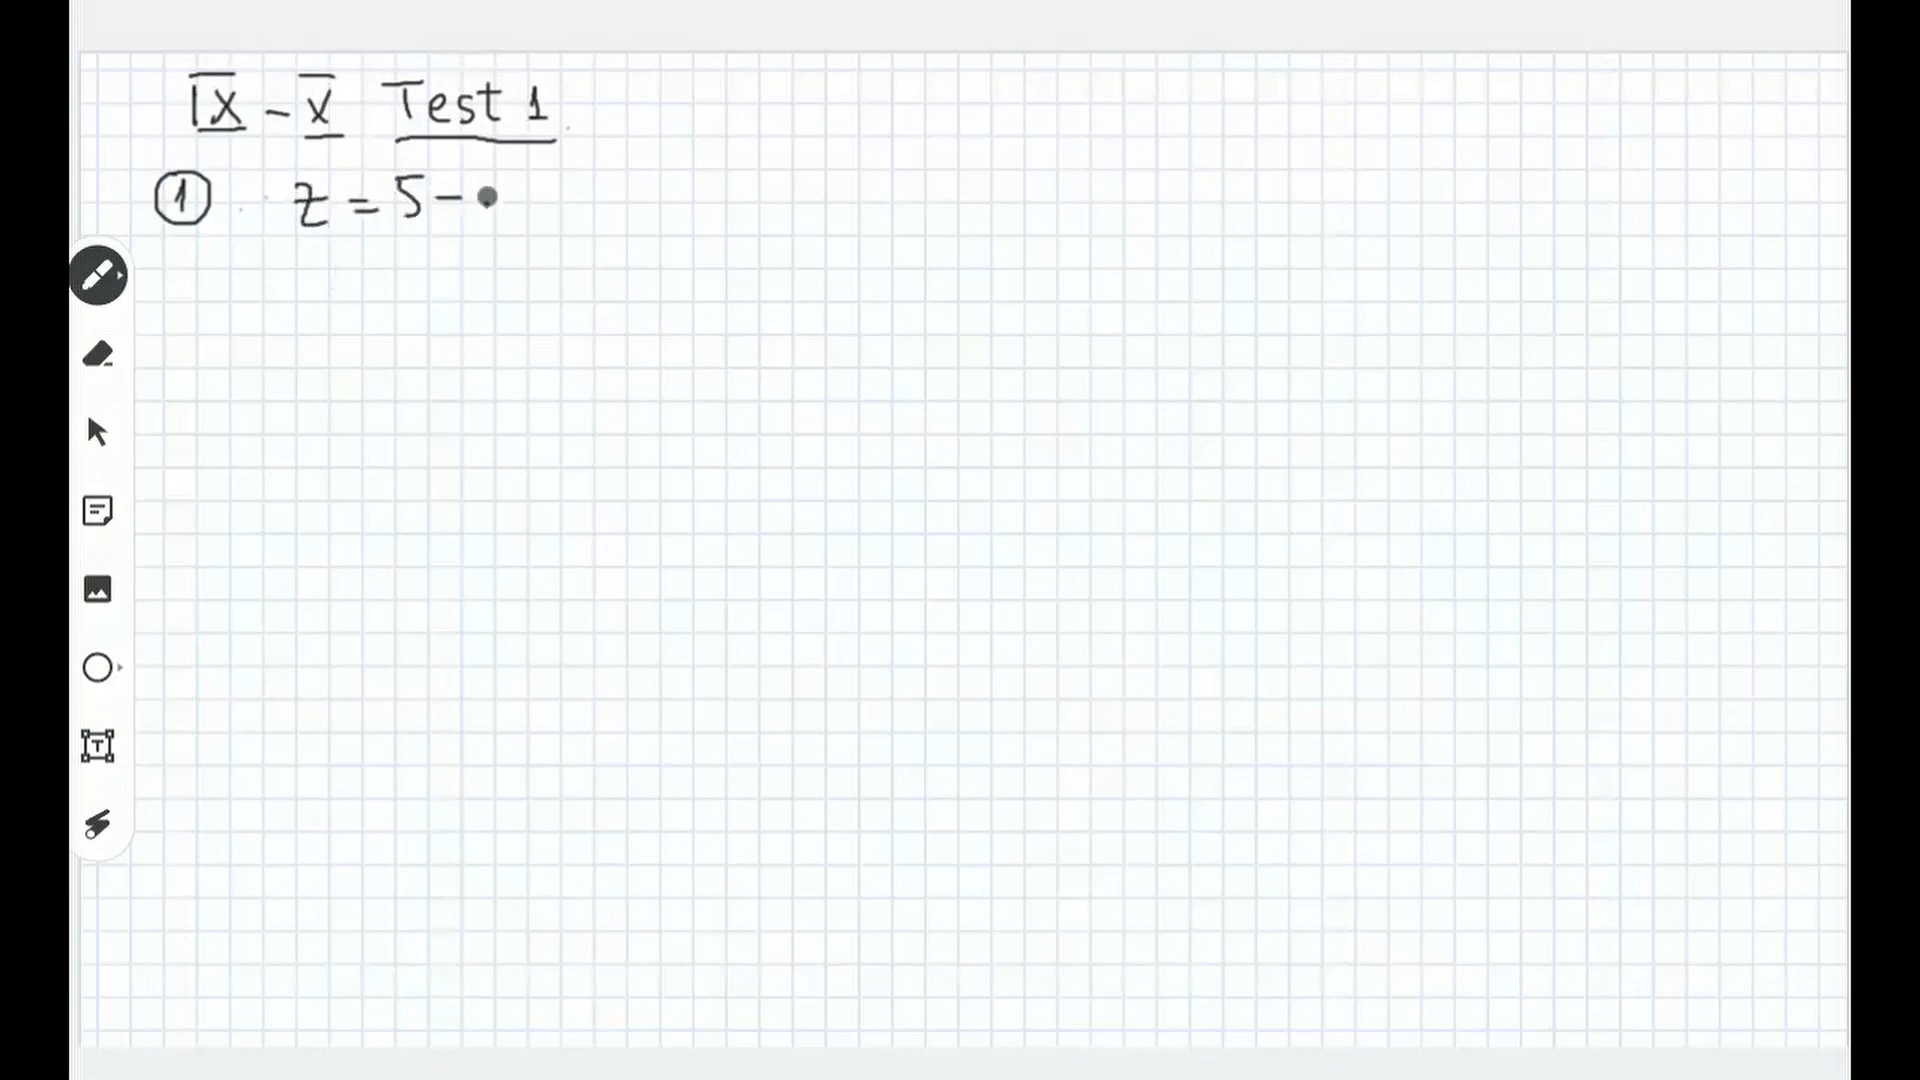 IX - V Test 1
① z = 5 -